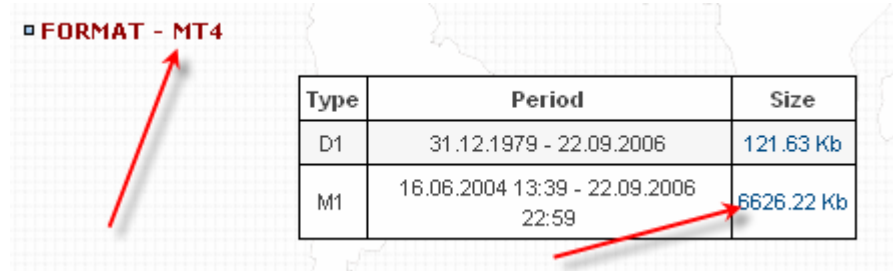 FORMAT - MT4
Type Period Size
D1 31.12.1979 - 22.09.2006 121.63 Kb
M1 16.06.2004 13:39 - 22.09.2006 22:59 6626.22 Kb